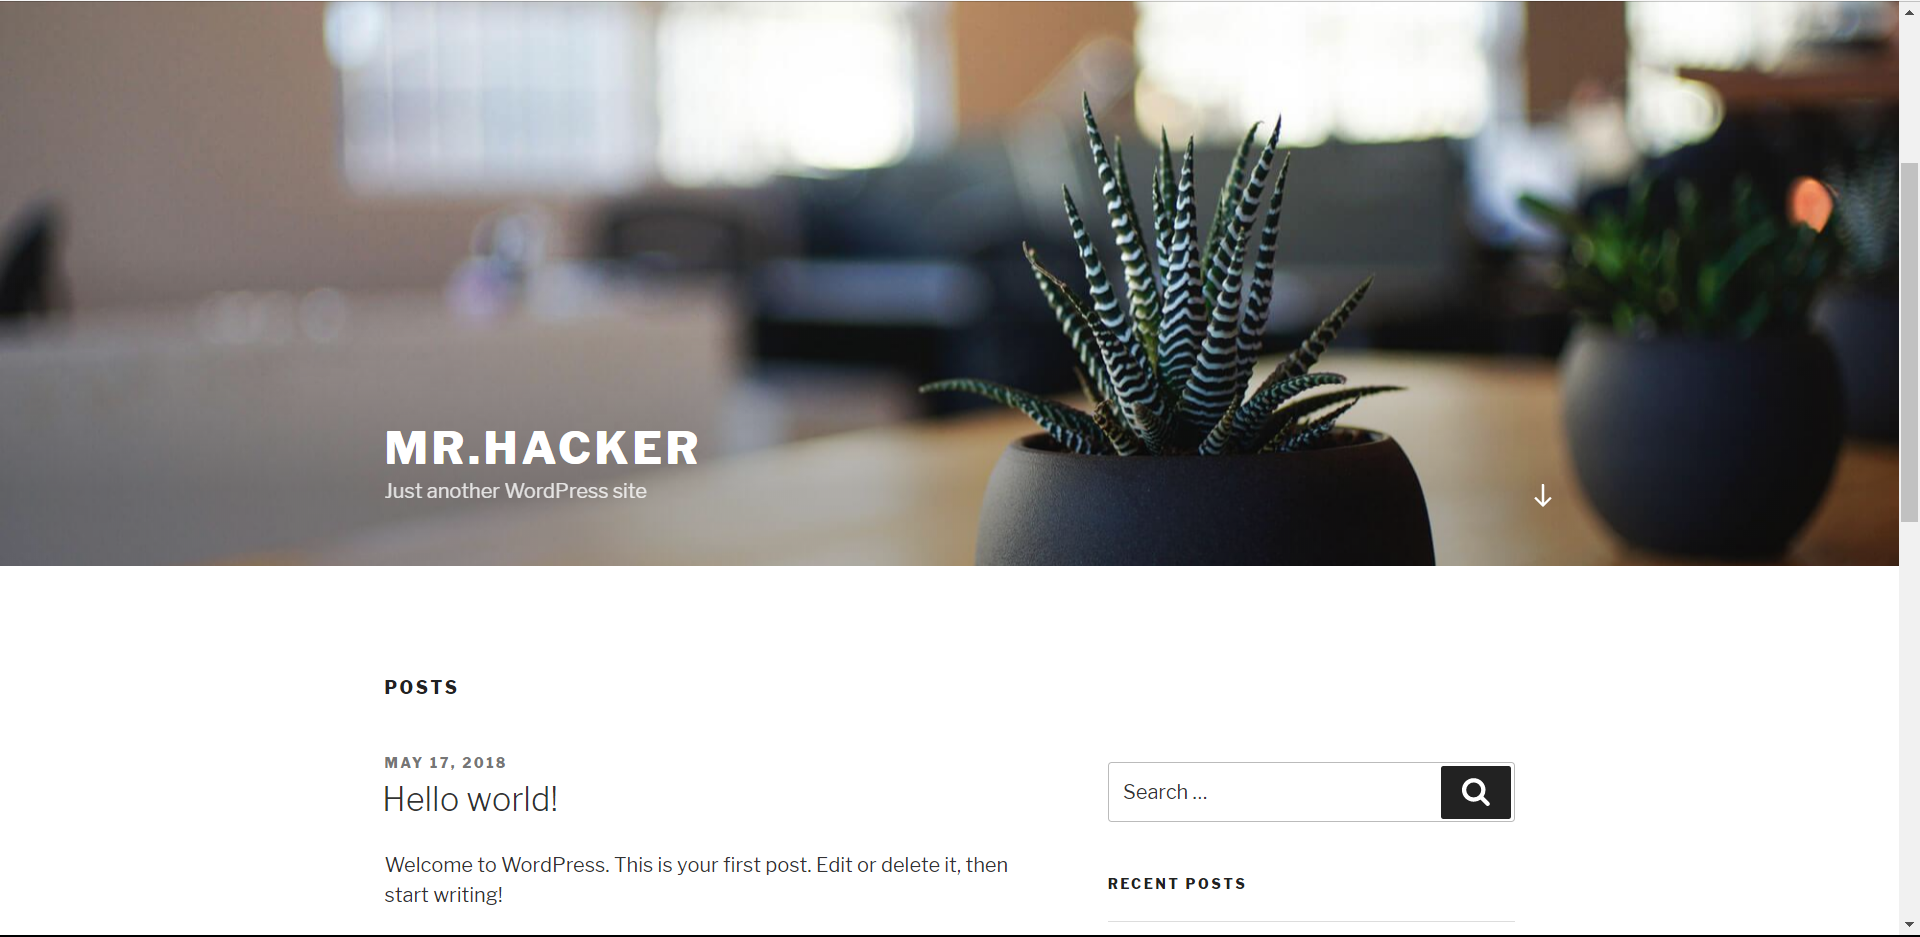 MR.HACKER
Just another WordPress site
POSTS
MAY 17, 2018
Hello world!
Welcome to WordPress. This is your first post. Edit or delete it, then
start writing!
Search …
RECENT POSTS